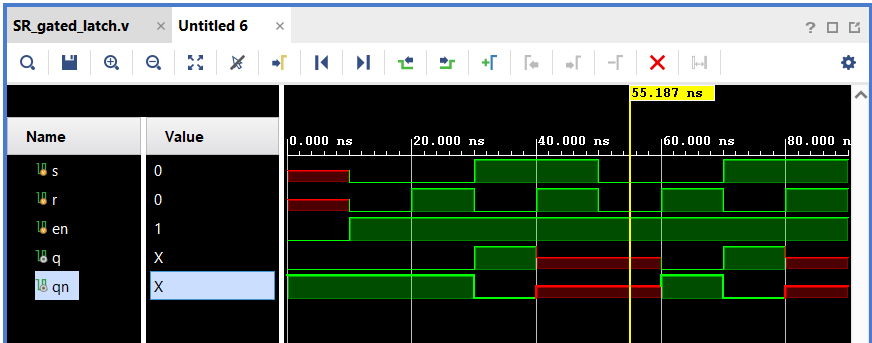 SR_gated_latch.v × Untitled 6 ×
?
55.187 ns
Name Value
0.000 ns 20.000 ns 40.000 ns 60.000 ns 80.000 n
s 0
r 0
en 1
q X
qn X